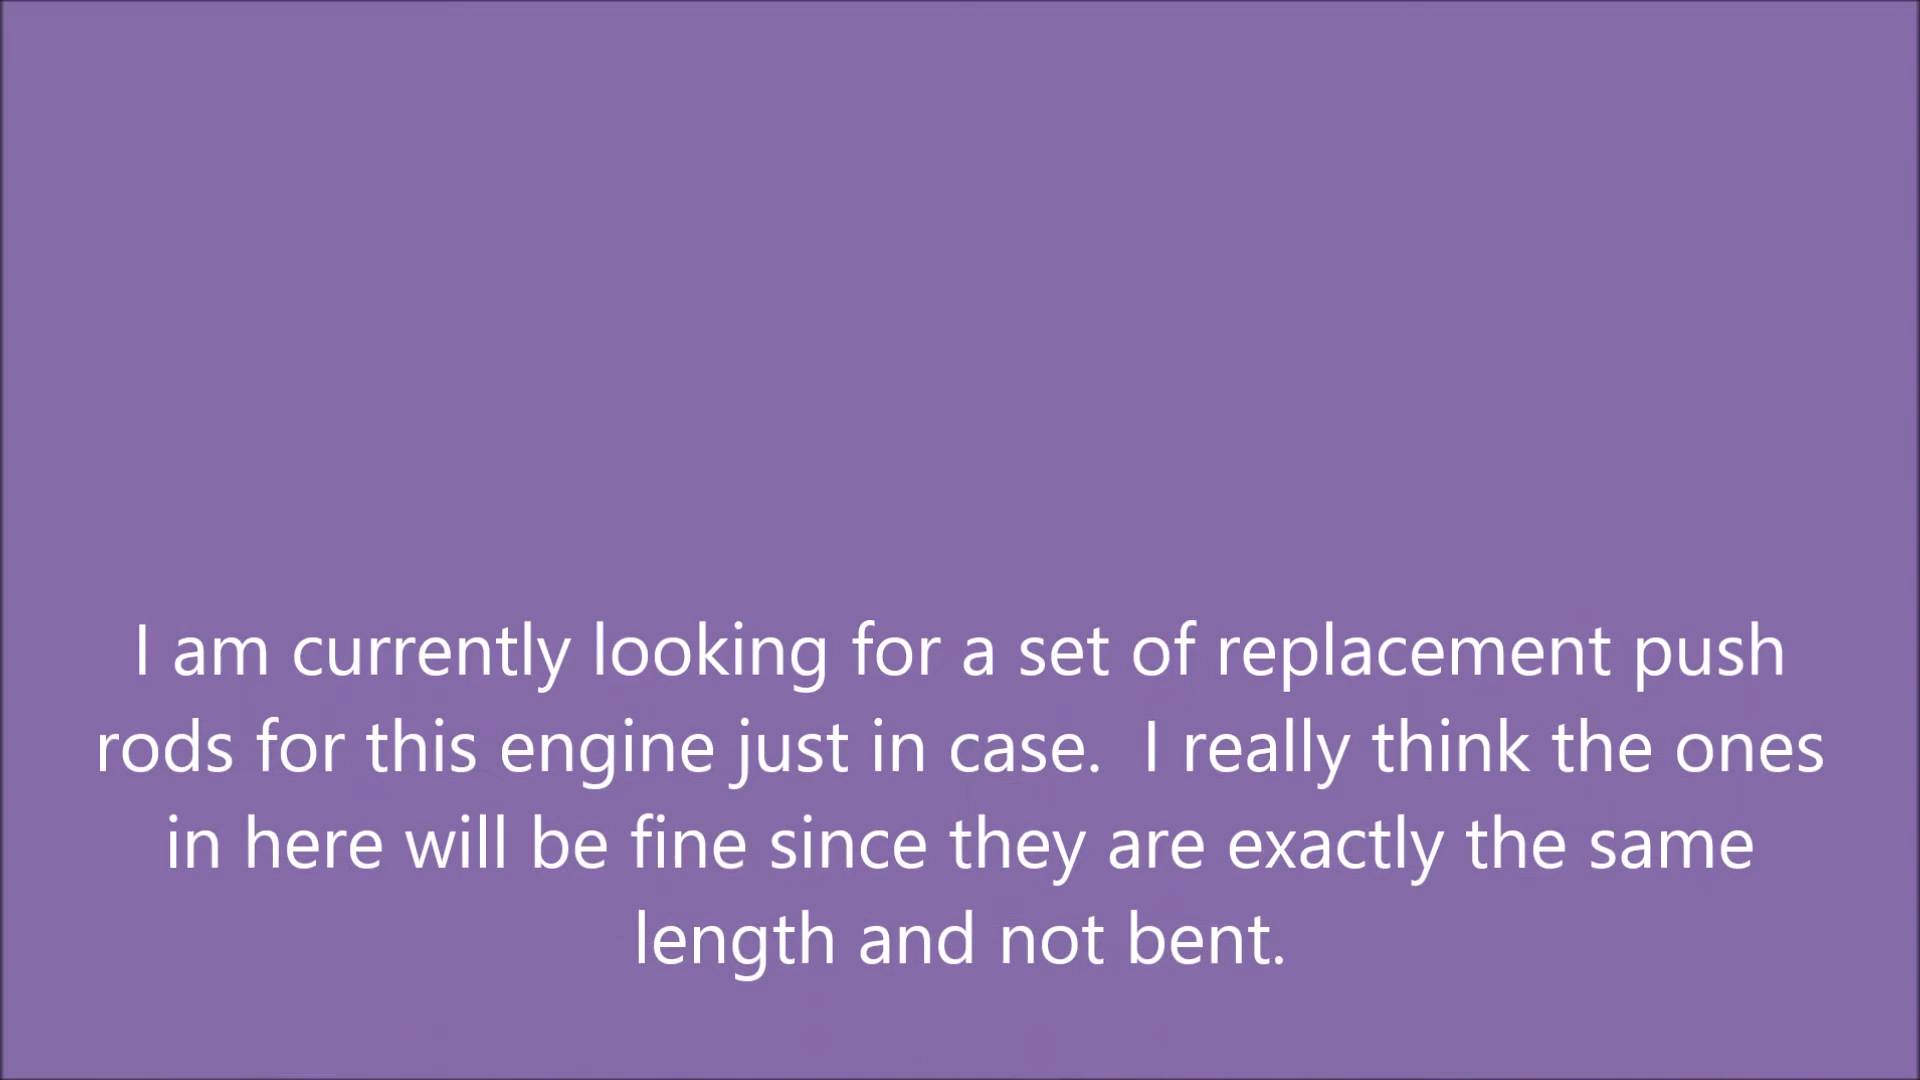 I am currently looking for a set of replacement push
rods for this engine just in case.  I really think the ones
in here will be fine since they are exactly the same
length and not bent.